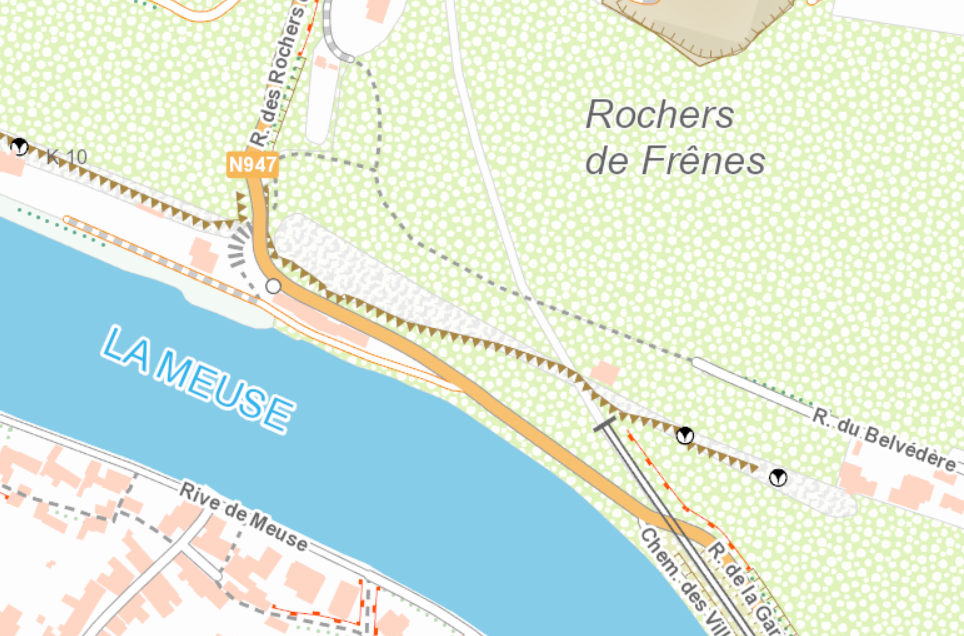 R. des Rochers
K 10
N947
Rochers
de Frênes
LA MEUSE
R. du Belvédère
Rive de Meuse
Chem. des Vill
R. de la Gar